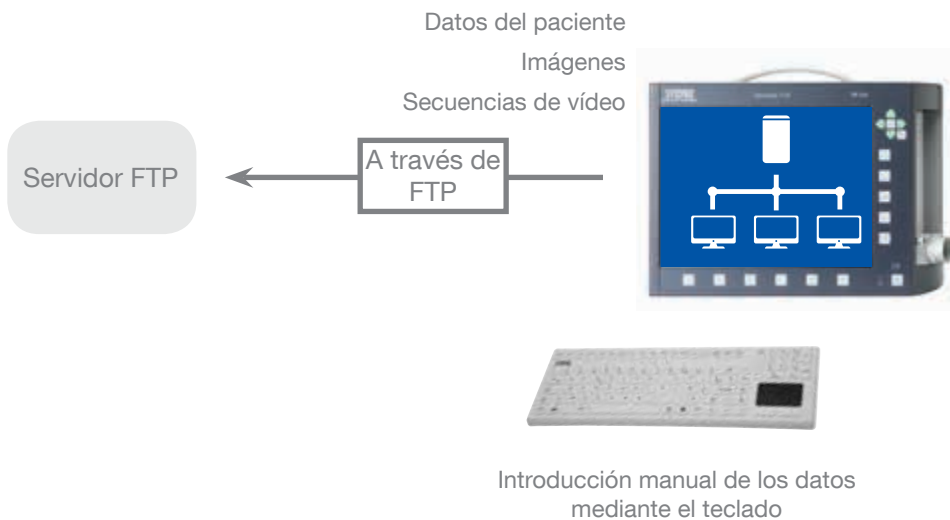 Datos del paciente
Imágenes
Secuencias de vídeo
Servidor FTP
A través de
FTP
Introducción manual de los datos
mediante el teclado